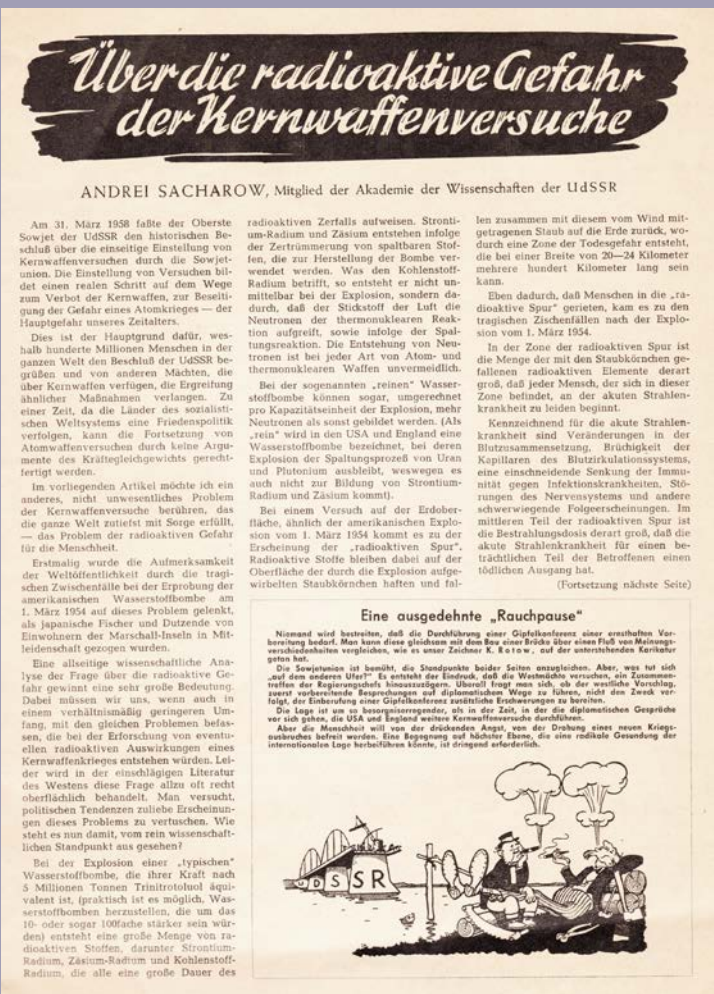 Über die radioaktive Gefahr
der Kernwaffenversuche
ANDREI SACHAROW, Mitglied der Akademie der Wissenschaften der UdSSR
Am 31. März 1958 faßte der Oberste
Sowjet der UdSSR den historischen Be-
schluß über die einseitige Einstellung von
Kernwaffenversuchen durch die Sowjet-
union. Die Einstellung von Versuchen bil-
det einen realen Schritt auf dem Wege
zum Verbot der Kernwaffen, zur Beseiti-
gung der Gefahr eines Atomkrieges — der
Hauptgefahr unseres Zeitalters.
Dies ist der Hauptgrund dafür, wes-
halb hunderte Millionen Menschen in der
ganzen Welt den Beschluß der UdSSR be-
grüßen und von anderen Mächten, die
über Kernwaffen verfügen, die Ergreifung
ähnlicher Maßnahmen verlangen. Zu
einer Zeit, da die Länder des sozialisti-
schen Weltsystems eine Friedenspolitik
verfolgen, kann die Fortsetzung von
Atomwaffenversuchen durch keine Argu-
mente des Kräftegleichgewichts gerecht-
fertigt werden.
Im vorliegenden Artikel möchte ich ein
anderes, nicht unwesentliches Problem
der Kernwaffenversuche berühren, das
die ganze Welt zutiefst mit Sorge erfüllt,
— das Problem der radioaktiven Gefahr
für die Menschheit.
Erstmalig wurde die Aufmerksamkeit
der Weltöffentlichkeit durch die tragi-
schen Zwischenfälle bei der Erprobung der
amerikanischen Wasserstoffbombe am
1. März 1954 auf dieses Problem gelenkt,
als japanische Fischer und Dutzende von
Einwohnern der Marschall-Inseln in Mit-
leidenschaft gezogen wurden.
Eine allseitige wissenschaftliche Ana-
lyse der Frage über die radioaktive Ge-
fahr gewinnt eine sehr große Bedeutung.
Dabei müssen wir uns, wenn auch in
einem verhältnismäßig geringeren Um-
fang, mit den gleichen Problemen befas-
sen, die bei der Erforschung von eventu-
ellen radioaktiven Auswirkungen eines
Kernwaffenkrieges entstehen würden. Lei-
der wird in der einschlägigen Literatur
des Westens diese Frage allzu oft recht
oberflächlich behandelt. Man versucht,
politischen Tendenzen zuliebe Erscheinun-
gen dieses Problems zu vertuschen. Wie
steht es nun damit, vom rein wissenschaft-
lichen Standpunkt aus gesehen?
Bei der Explosion einer „typischen“
Wasserstoffbombe, die ihrer Kraft nach
5 Millionen Tonnen Trinitrotoluol äqui-
valent ist, (praktisch ist es möglich, Was-
serstoffbomben herzustellen, die um das
10- oder sogar 100fache stärker sein wür-
den) entsteht eine große Menge von ra-
dioaktiven Stoffen, darunter Strontium-
Radium, Zäsium-Radium und Kohlenstoff-
Radium, die alle eine große Dauer des
radioaktiven Zerfalls aufweisen. Stronti-
um-Radium und Zäsium entstehen infolge
der Zertrümmerung von spaltbaren Stof-
fen, die zur Herstellung der Bombe ver-
wendet werden. Was den Kohlenstoff-
Radium betrifft, so entsteht er nicht un-
mittelbar bei der Explosion, sondern da-
durch, daß der Stickstoff der Luft die
Neutronen der thermonuklearen Reak-
tion aufgreift, sowie infolge der Spal-
tungsreaktion. Die Entstehung von Neu-
tronen ist bei jeder Art von Atom- und
thermonuklearen Waffen unvermeidlich.
Bei der sogenannten „reinen“ Wasser-
stoffbombe können sogar, umgerechnet
pro Kapazitätseinheit der Explosion, mehr
Neutronen als sonst gebildet werden. (Als
„rein“ wird in den USA und England eine
Wasserstoffbombe bezeichnet, bei deren
Explosion der Spaltungsprozeß von Uran
und Plutonium ausbleibt, weswegen es
auch nicht zur Bildung von Strontium-
Radium und Zäsium kommt).
Bei einem Versuch auf der Erdober-
fläche, ähnlich der amerikanischen Explo-
sion vom 1. März 1954 kommt es zu der
Erscheinung der „radioaktiven Spur“.
Radioaktive Stoffe bleiben dabei auf der
Oberfläche der durch die Explosion aufge-
wirbelten Staubkörnchen haften und fal-
len zusammen mit diesem vom Wind mit-
getragenen Staub auf die Erde zurück, wo-
durch eine Zone der Todesgefahr entsteht,
die bei einer Breite von 20—24 Kilometer
mehrere hundert Kilometer lang sein
kann.
Eben dadurch, daß Menschen in die „ra-
dioaktive Spur“ gerieten, kam es zu den
tragischen Zischenfällen nach der Explo-
sion vom 1. März 1954.
In der Zone der radioaktiven Spur ist
die Menge der mit den Staubkörnchen ge-
fallenen radioaktiven Elemente derart
groß, daß jeder Mensch, der sich in dieser
Zone befindet, an der akuten Strahlen-
krankheit zu leiden beginnt.
Kennzeichnend für die akute Strahlen-
krankheit sind Veränderungen in der
Blutzusammensetzung, Brüchigkeit der
Kapillaren des Blutzirkulationssystems,
eine einschneidende Senkung der Immu-
nität gegen Infektionskrankheiten, Stö-
rungen des Nervensystems und andere
schwerwiegende Folgeerscheinungen. Im
mittleren Teil der radioaktiven Spur ist
die Bestrahlungsdosis derart groß, daß die
akute Strahlenkrankheit für einen be-
trächtlichen Teil der Betroffenen einen
tödlichen Ausgang hat.
(Fortsetzung nächste Seite)
Eine ausgedehnte „Rauchpause“
Niemand wird bestreiten, daß die Durchführung einer Gipfelkonferenz einer ernsthaften Vor-
bereitung bedarf. Man kann diese gleichsam mit dem Bau einer Brücke über einen Fluß von Meinungs-
verschiedenheiten vergleichen, wie es unser Zeichner K. Rotow, auf der untenstehenden Karikatur
getan hat.
Die Sowjetunion ist bemüht, die Standpunkte beider Seiten anzugleichen. Aber, was tut sich
„auf dem anderen Ufer?“ Es entsteht der Eindruck, daß die Westmächte versuchen, ein Zusammen-
treffen der Regierungschefs hinauszuzögern. Überall fragt man sich, ob der westliche Vorschlag,
zuerst vorbereitende Besprechungen auf diplomatischem Wege zu führen, nicht den Zweck ver-
folgt, der Einberufung einer Gipfelkonferenz zusätzliche Erschwerungen zu bereiten.
Die Lage ist um so besorgniserregender, als in der Zeit, in der die diplomatischen Gespräche
vor sich gehen, die USA und England weitere Kernwaffenversuche durchführen.
Aber die Menschheit will von der drückenden Angst, von der Drohung eines neuen Kriegs-
ausbruches befreit werden. Eine Begegnung auf höchster Ebene, die eine radikale Gesundung der
internationalen Lage herbeiführen könnte, ist dringend erforderlich.
UdSSR